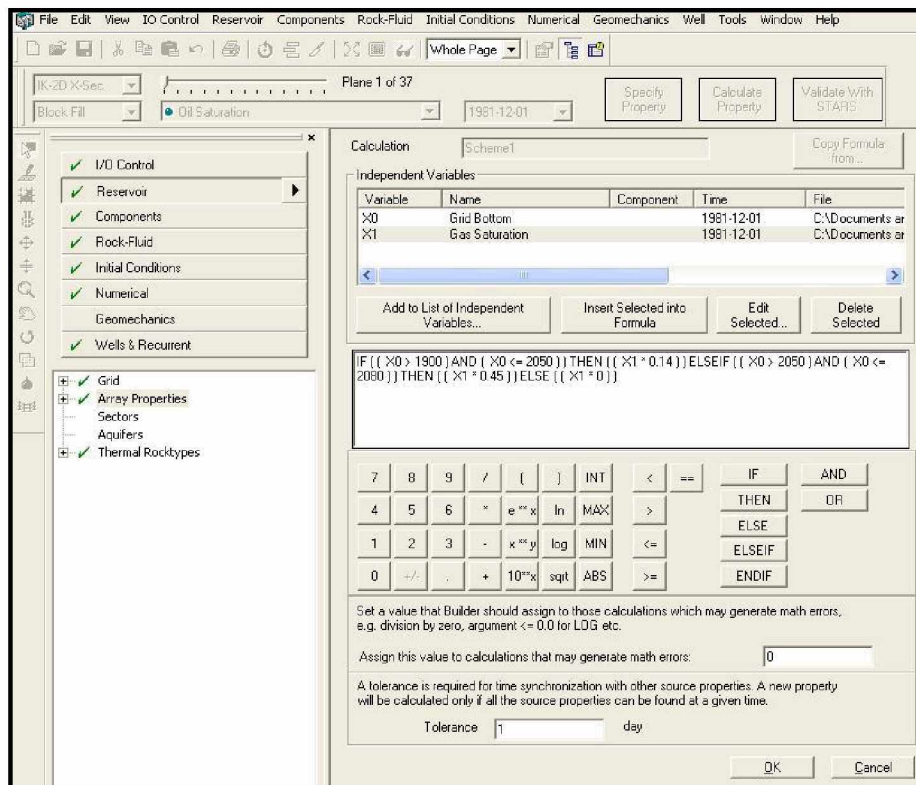 File Edit View IO Control Reservoir Components Rock-Fluid Initial Conditions Numerical Geomechanics Well Tools Window Help
Whole Page
IK-2D X-Sec
Plane 1 of 37
Block Fill
Oil Saturation
1981-12-01
Specify Property
Calculate Property
Validate With STARS
I/O Control
Reservoir
Components
Rock-Fluid
Initial Conditions
Numerical
Geomechanics
Wells & Recurrent
Grid
Array Properties
Sectors
Aquifers
Thermal Rocktypes
Calculation
Scheme1
Copy Formula from ...
Independent Variables
Variable Name Component Time File
X0 Grid Bottom 1981-12-01 C:\Documents ar
X1 Gas Saturation 1981-12-01 C:\Documents ar
Add to List of Independent Variables...
Insert Selected into Formula
Edit Selected...
Delete Selected
IF ( ( X0 > 1900 ) AND ( X0 <= 2050 ) ) THEN ( ( X1 * 0.14 ) ) ELSEIF ( ( X0 > 2050 ) AND ( X0 <=
2080 ) ) THEN ( ( X1 * 0.45 ) ) ELSE ( ( X1 * 0 ) )
7 8 9 / ( ) INT < == IF AND
4 5 6 * e ** x ln MAX > THEN OR
ELSE
1 2 3 - x ** y log MIN <= ELSEIF
0 +/- . + 10**x sqrt ABS >= ENDIF
Set a value that Builder should assign to those calculations which may generate math errors,
e.g. division by zero, argument <= 0.0 for LOG etc.
Assign this value to calculations that may generate math errors: 0
A tolerance is required for time synchronization with other source properties. A new property
will be calculated only if all the source properties can be found at a given time.
Tolerance 1 day
OK Cancel